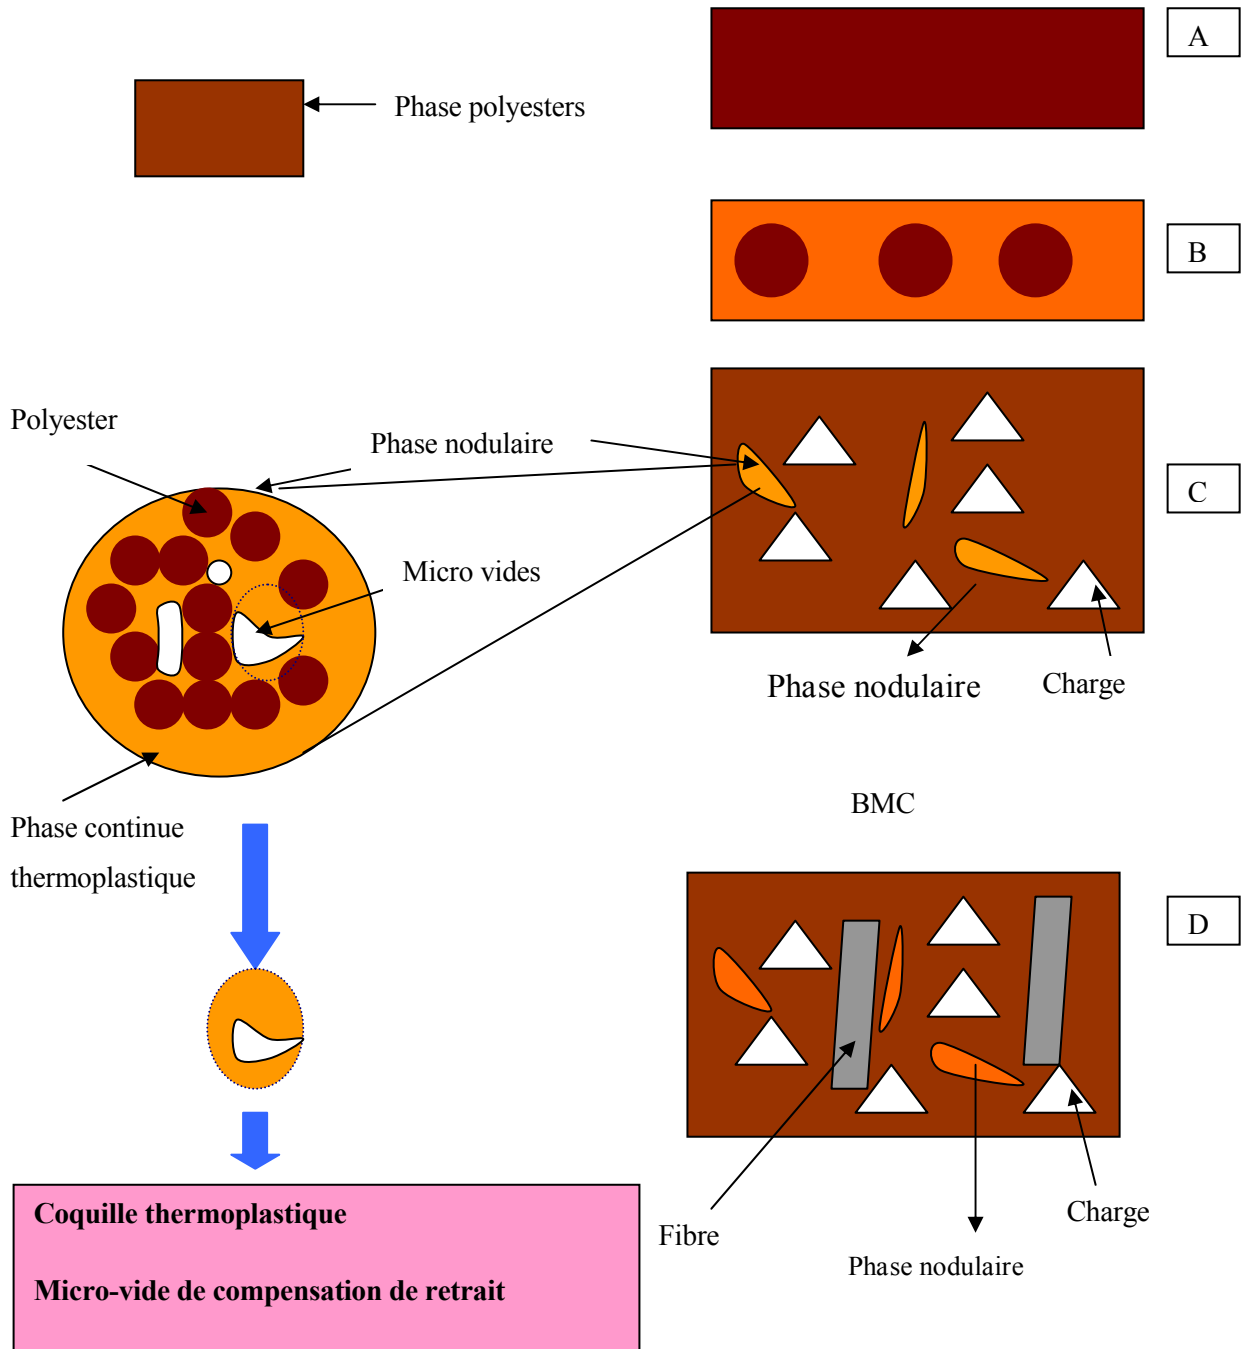 A
Phase polyesters
B
Polyester
Phase nodulaire
C
Micro vides
Phase nodulaire
Charge
BMC
Phase continue
thermoplastique
D
Coquille thermoplastique
Micro-vide de compensation de retrait
Fibre
Charge
Phase nodulaire